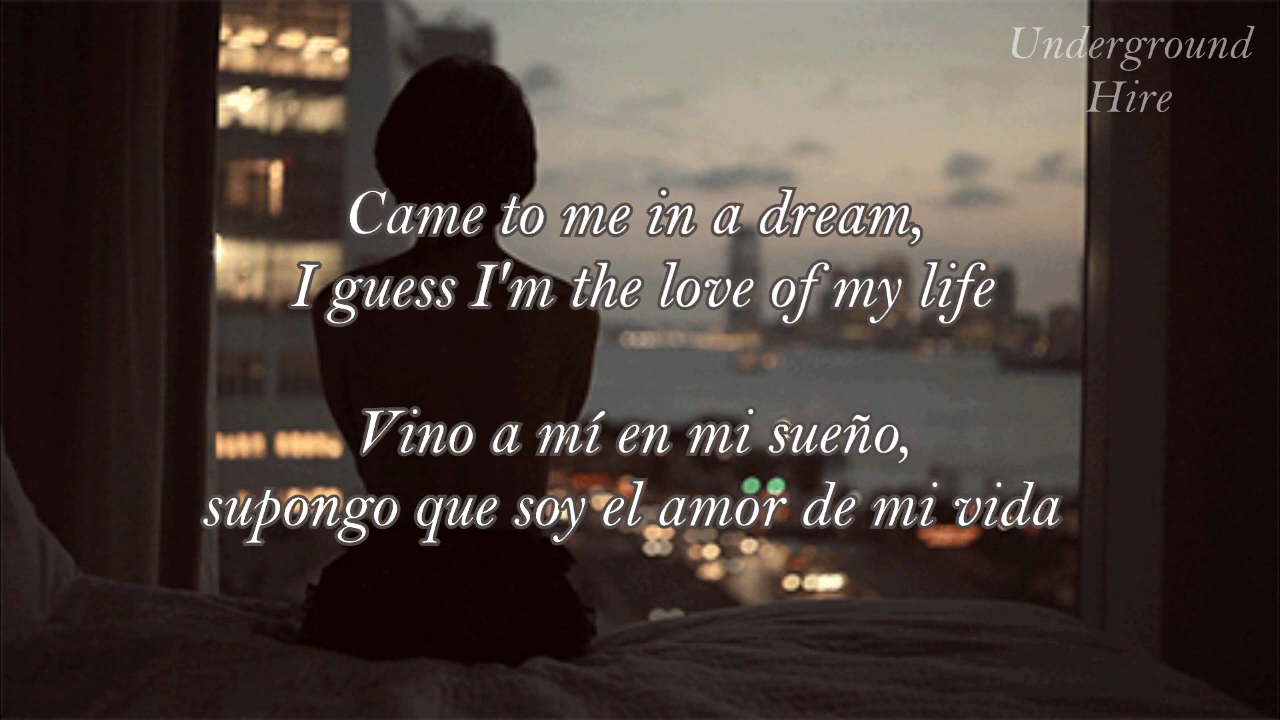 Underground
Hire
Came to me in a dream,
I guess I'm the love of my life
Vino a mí en mi sueño,
supongo que soy el amor de mi vida